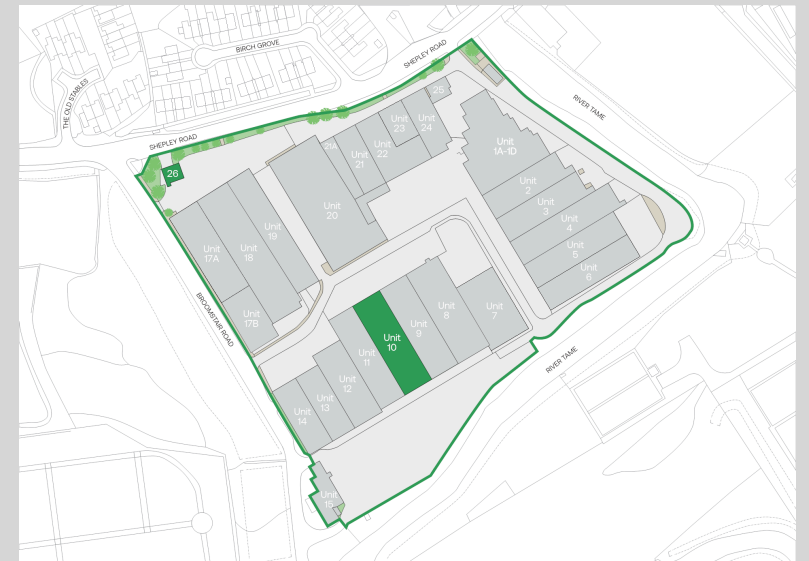 SHEPLEY ROAD
BIRCH GROVE
THE OLD STABLES
RIVER TAME
SHEPLEY ROAD
25
Unit
23
Unit
24
21A
Unit
21
Unit
22
Unit
1A-1D
26
Unit
2
Unit
3
Unit
20
Unit
4
Unit
19
Unit
17A
Unit
18
Unit
5
Unit
6
BROOMSTAIR ROAD
Unit
17B
Unit
7
Unit
8
Unit
9
Unit
10
Unit
11
RIVER TAME
Unit
12
Unit
13
Unit
14
Unit
15